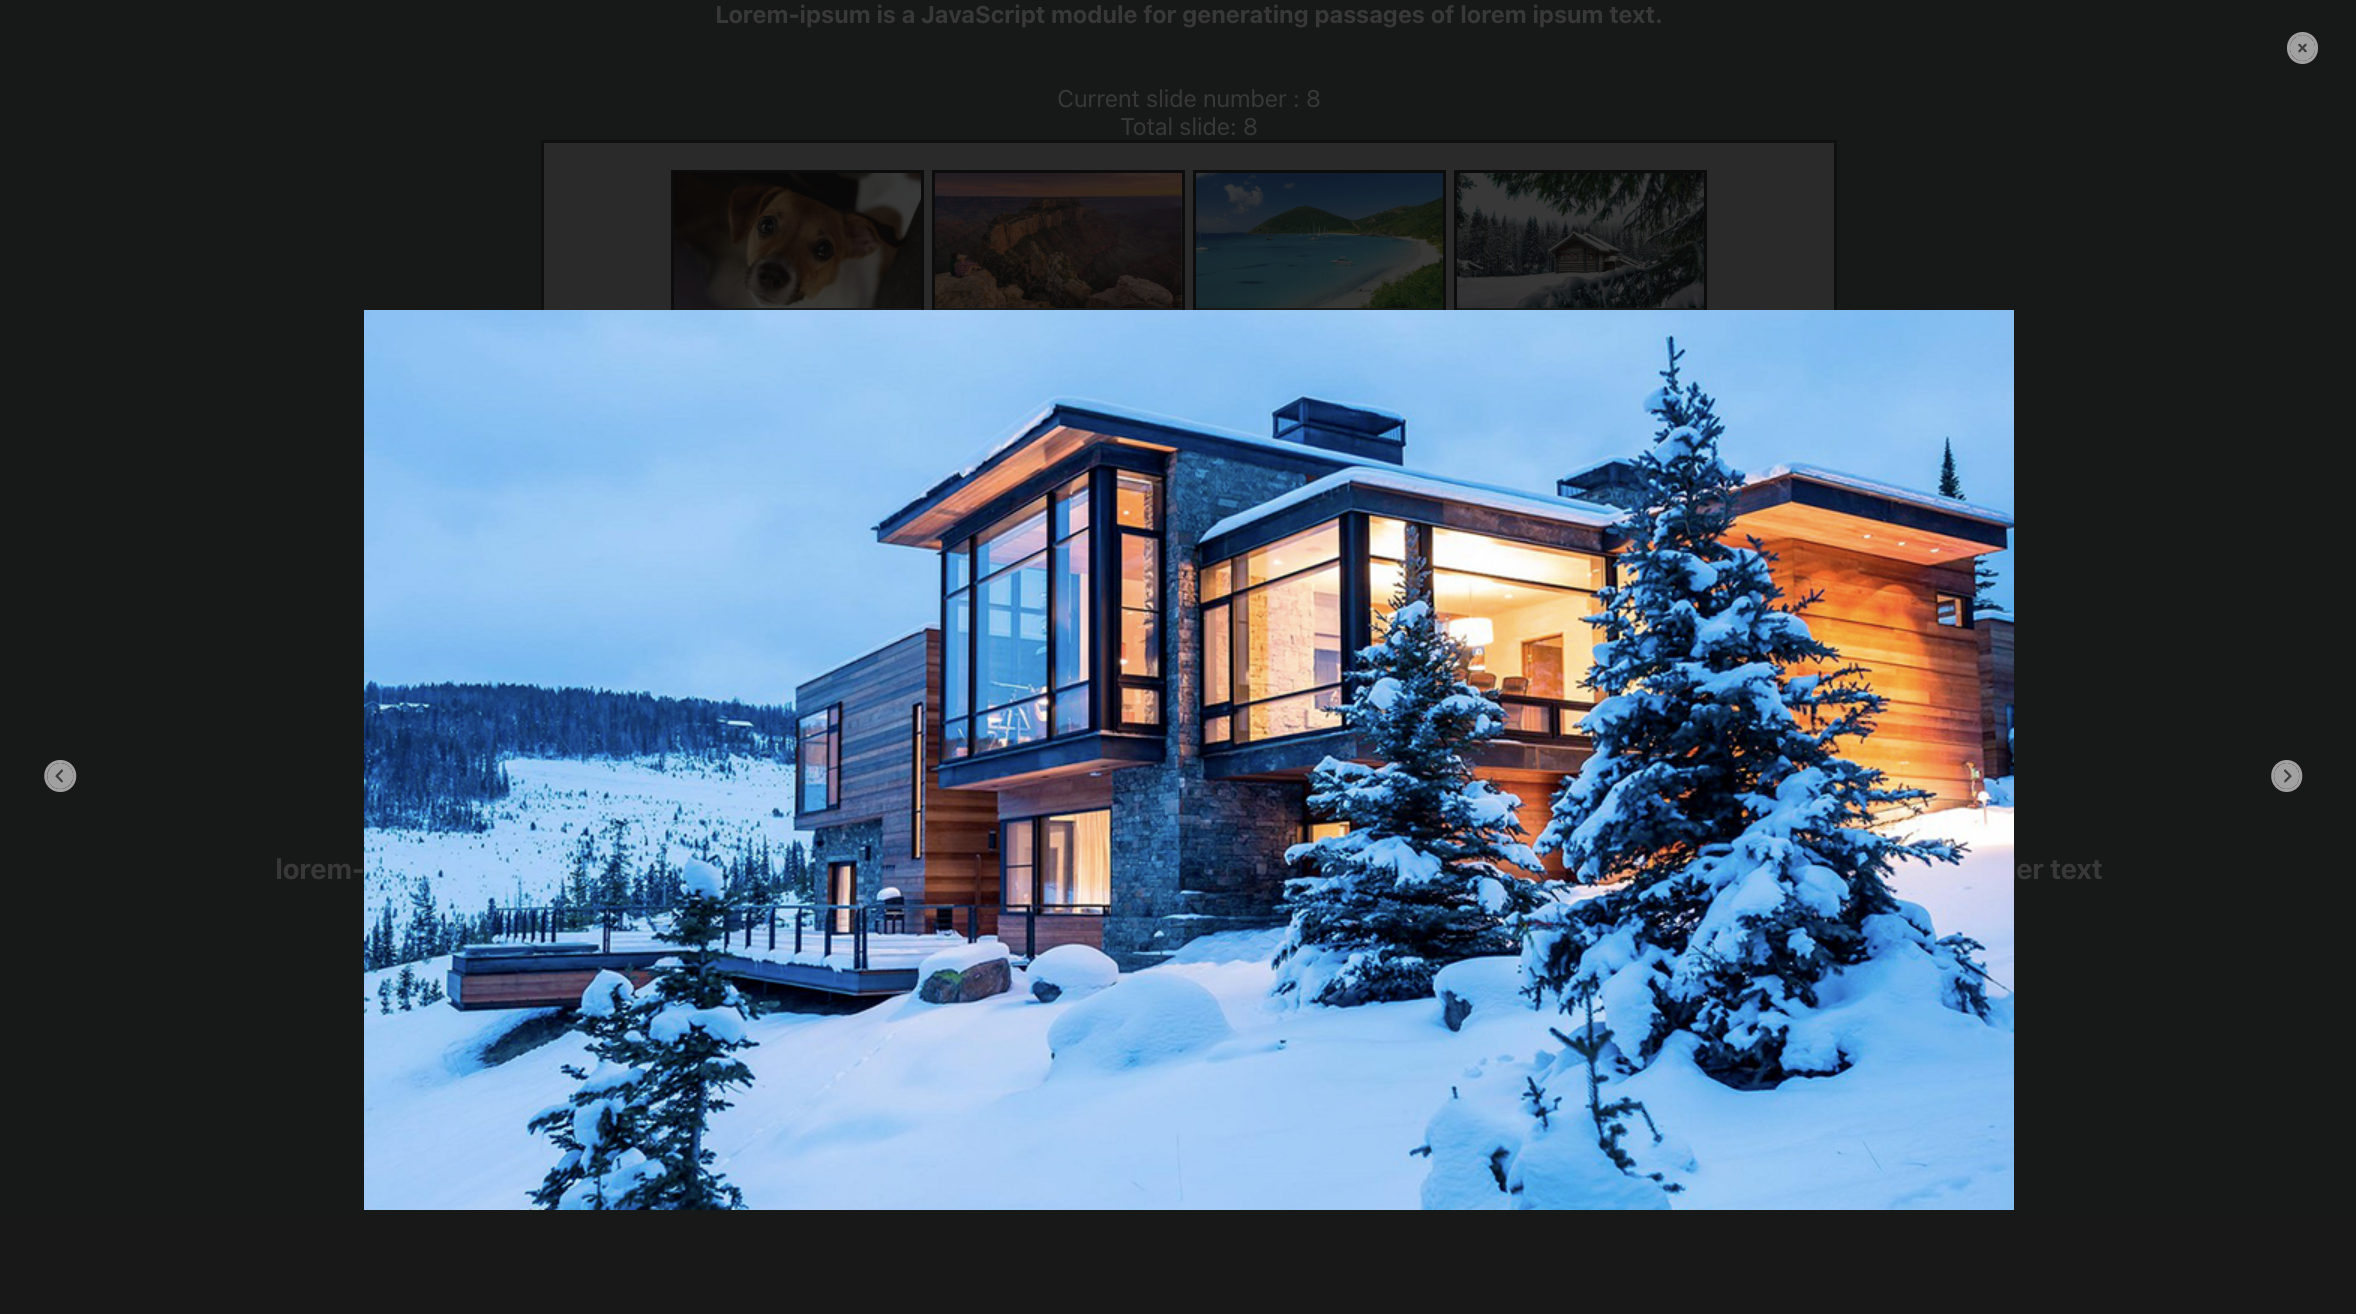 Lorem-ipsum is a JavaScript module for generating passages of lorem ipsum text.
Current slide number : 8
Total slide: 8
lorem- er text